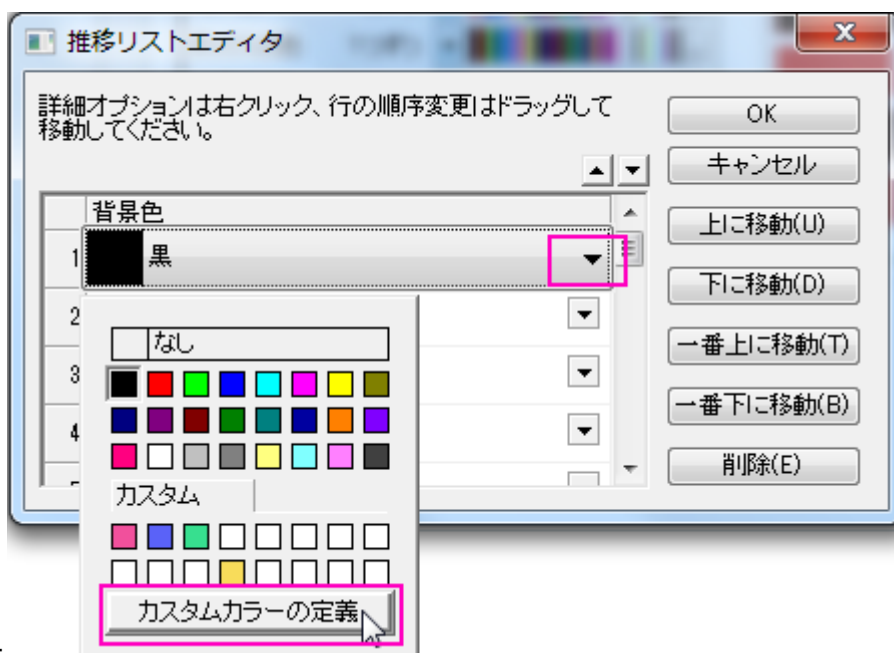 推移リストエディタ
詳細オプションは右クリック、行の順序変更はドラッグして
移動してください。
OK
キャンセル
上に移動(U)
下に移動(D)
一番上に移動(T)
一番下に移動(B)
削除(E)
背景色
1 黒
2
3
4
なし
カスタム
カスタムカラーの定義